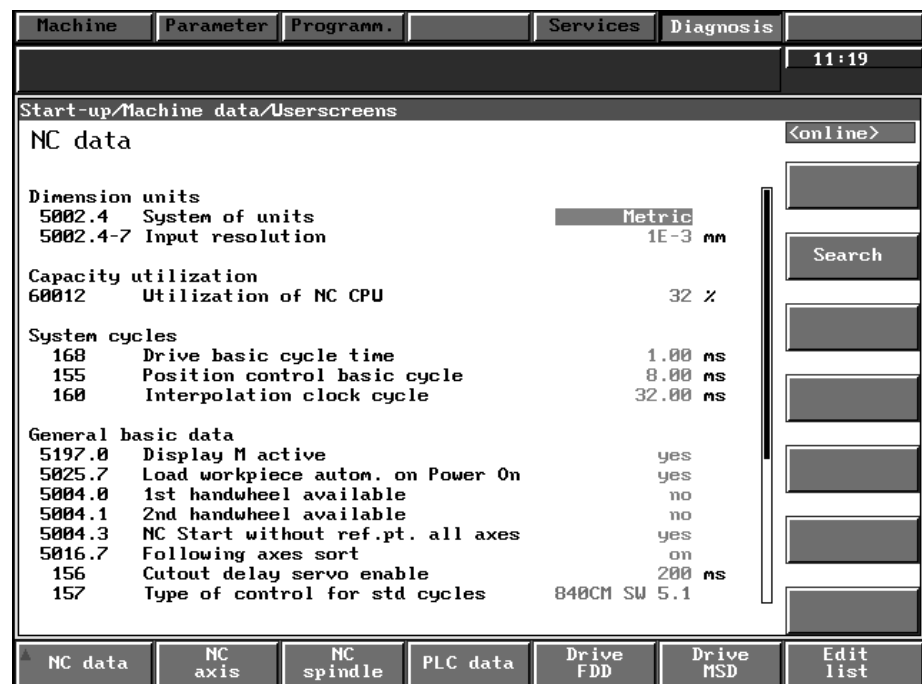 Machine Parameter Programm. Services Diagnosis
11:19
Start-up/Machine data/Userscreens
NC data
<online>
Dimension units
5002.4 System of units Metric
5002.4-7 Input resolution 1E-3 mm
Search
Capacity utilization
60012 Utilization of NC CPU 32 %
System cycles
168 Drive basic cycle time 1.00 ms
155 Position control basic cycle 8.00 ms
160 Interpolation clock cycle 32.00 ms
General basic data
5197.0 Display M active yes
5025.7 Load workpiece autom. on Power On yes
5004.0 1st handwheel available no
5004.1 2nd handwheel available no
5004.3 NC Start without ref.pt. all axes yes
5016.7 Following axes sort on
156 Cutout delay servo enable 200 ms
157 Type of control for std cycles 840CM SW 5.1
NC data
NC
axis
NC
spindle
PLC data
Drive
FDD
Drive
MSD
Edit
list